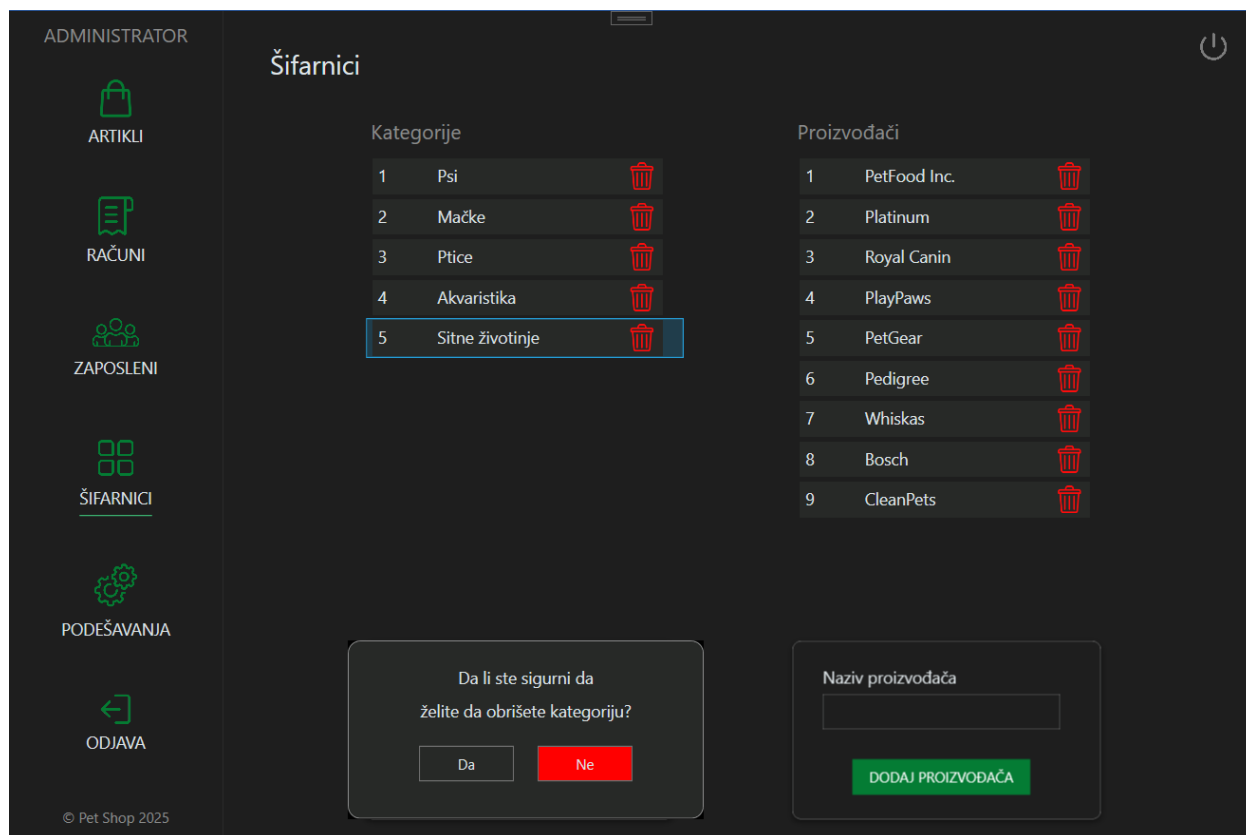 ADMINISTRATOR
ARTIKLI
RAČUNI
ZAPOSLENI
ŠIFARNICI
PODEŠAVANJA
ODJAVA
© Pet Shop 2025
Šifarnici
Kategorije
1 Psi
2 Mačke
3 Ptice
4 Akvaristika
5 Sitne životinje
Da li ste sigurni da
želite da obrišete kategoriju?
Da Ne
Proizvođači
1 PetFood Inc.
2 Platinum
3 Royal Canin
4 PlayPaws
5 PetGear
6 Pedigree
7 Whiskas
8 Bosch
9 CleanPets
Naziv proizvođača
DODAJ PROIZVOĐAČA